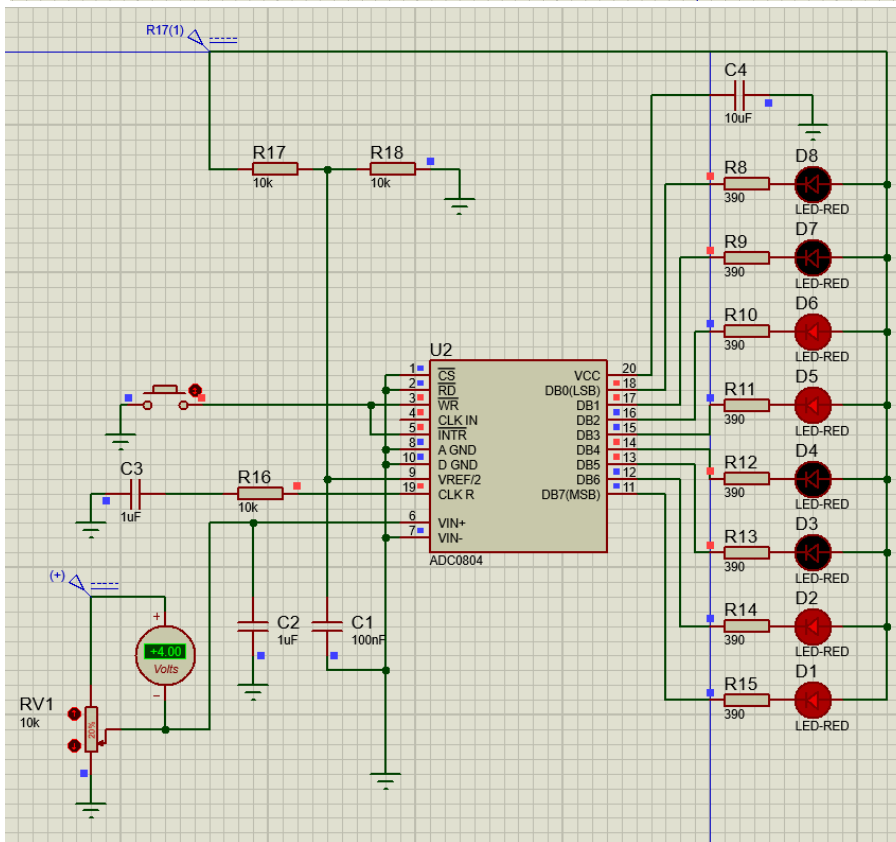 R17(1)
C4
10uF
R17
10k
R18
10k
R8
390
D8
LED-RED
R9
390
D7
LED-RED
R10
390
D6
LED-RED
R11
390
D5
LED-RED
R12
390
D4
LED-RED
R13
390
D3
LED-RED
R14
390
D2
LED-RED
R15
390
D1
LED-RED
U2
1 CS
2 RD
3 WR
4 CLK IN
5 INTR
8 A GND
10 D GND
9 VREF/2
19 CLK R
6 VIN+
7 VIN-
VCC 20
DB0(LSB) 18
DB1 17
DB2 16
DB3 15
DB4 14
DB5 13
DB6 12
DB7(MSB) 11
ADC0804
C3
1uF
R16
10k
(+)
+
+4.00
Volts
−
C2
1uF
C1
100nF
RV1
10k
20%